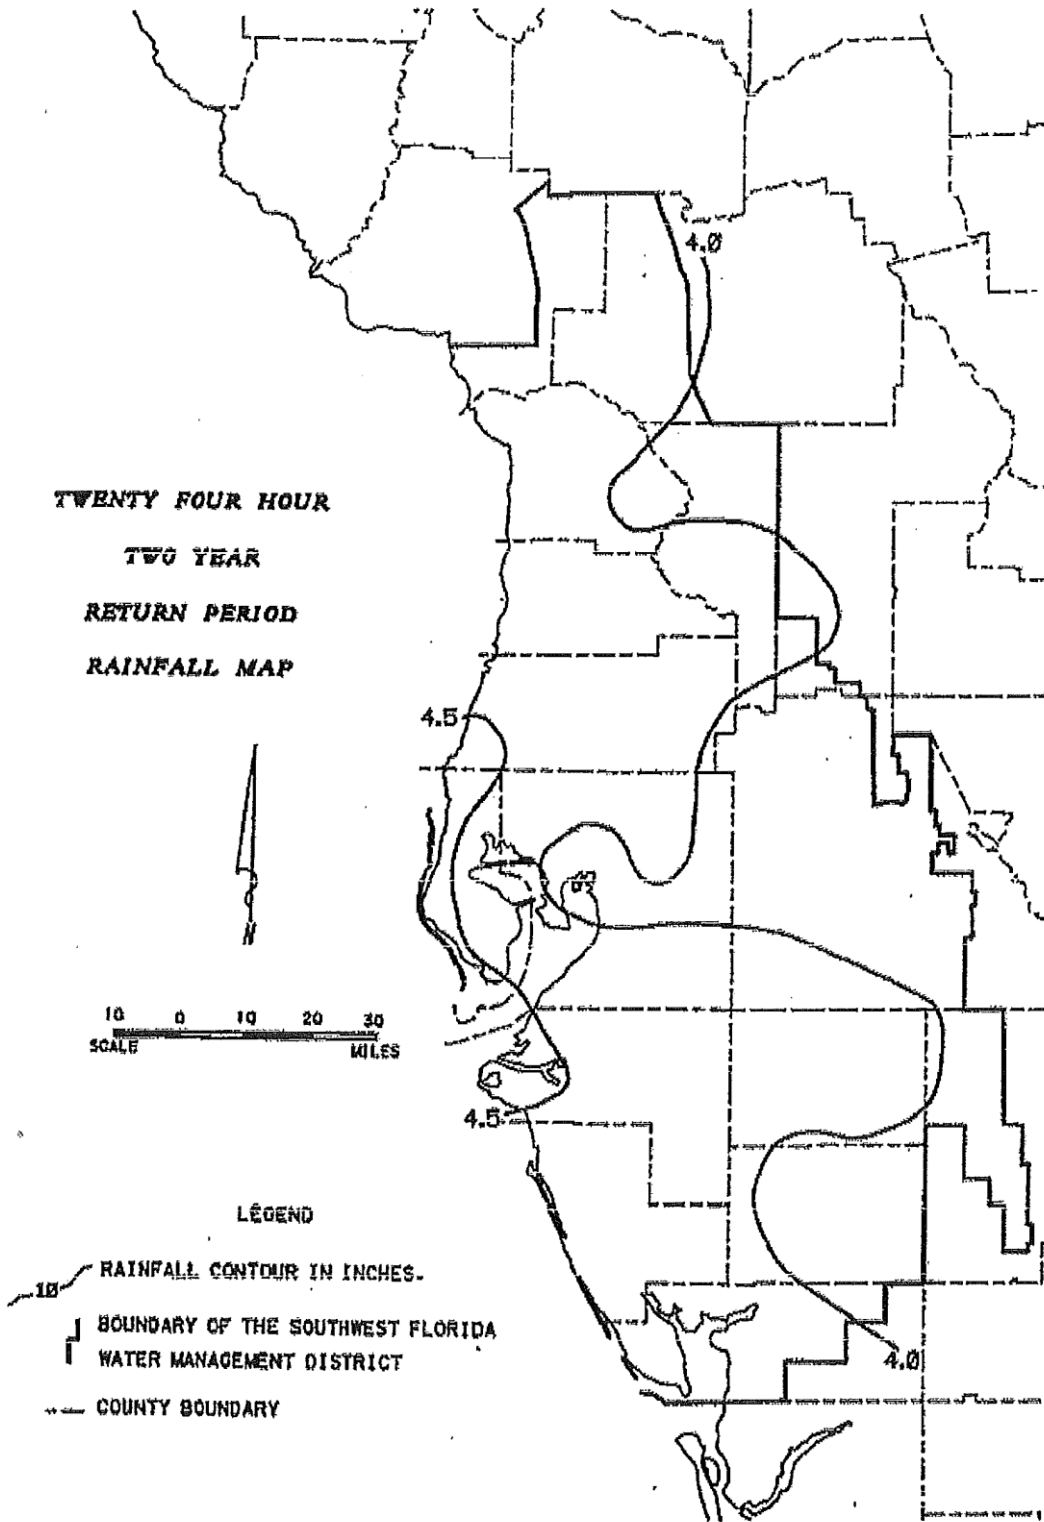 4.0
TWENTY FOUR HOUR
TWO YEAR
RETURN PERIOD
RAINFALL MAP
4.5
N
10 0 10 20 30
SCALE MILES
4.5
LEGEND
10 RAINFALL CONTOUR IN INCHES.
BOUNDARY OF THE SOUTHWEST FLORIDA
WATER MANAGEMENT DISTRICT
COUNTY BOUNDARY
4.0